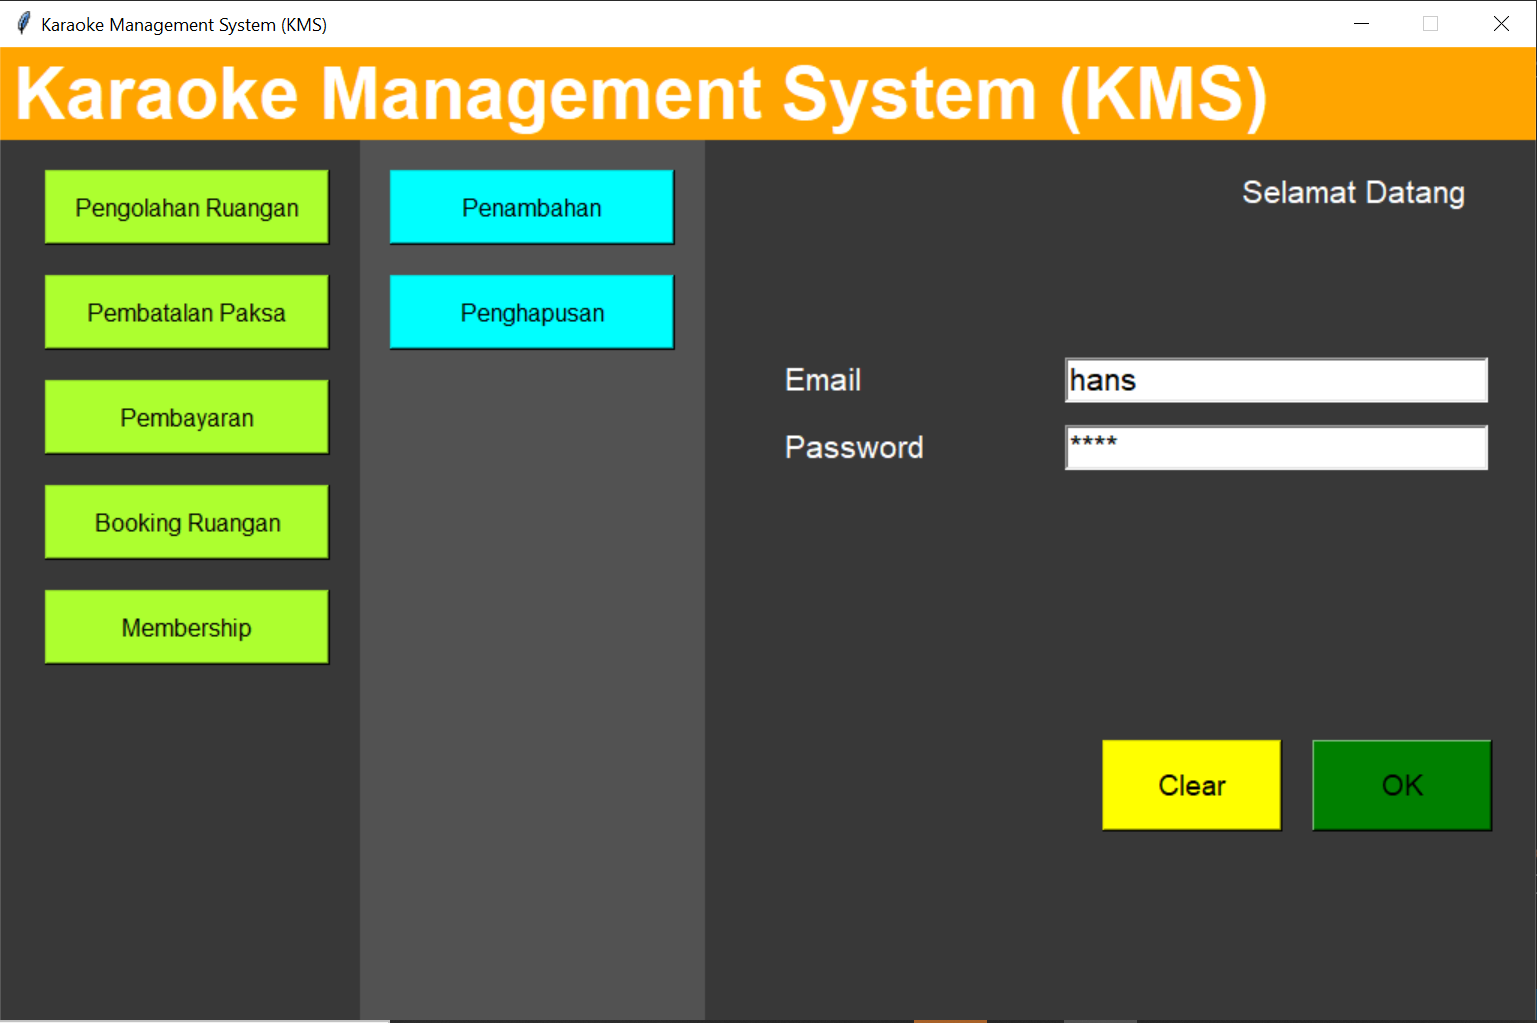 Karaoke Management System (KMS)
Karaoke Management System (KMS)
Pengolahan Ruangan
Pembatalan Paksa
Pembayaran
Booking Ruangan
Membership
Penambahan
Penghapusan
Selamat Datang
Email
hans
Password
****
Clear
OK